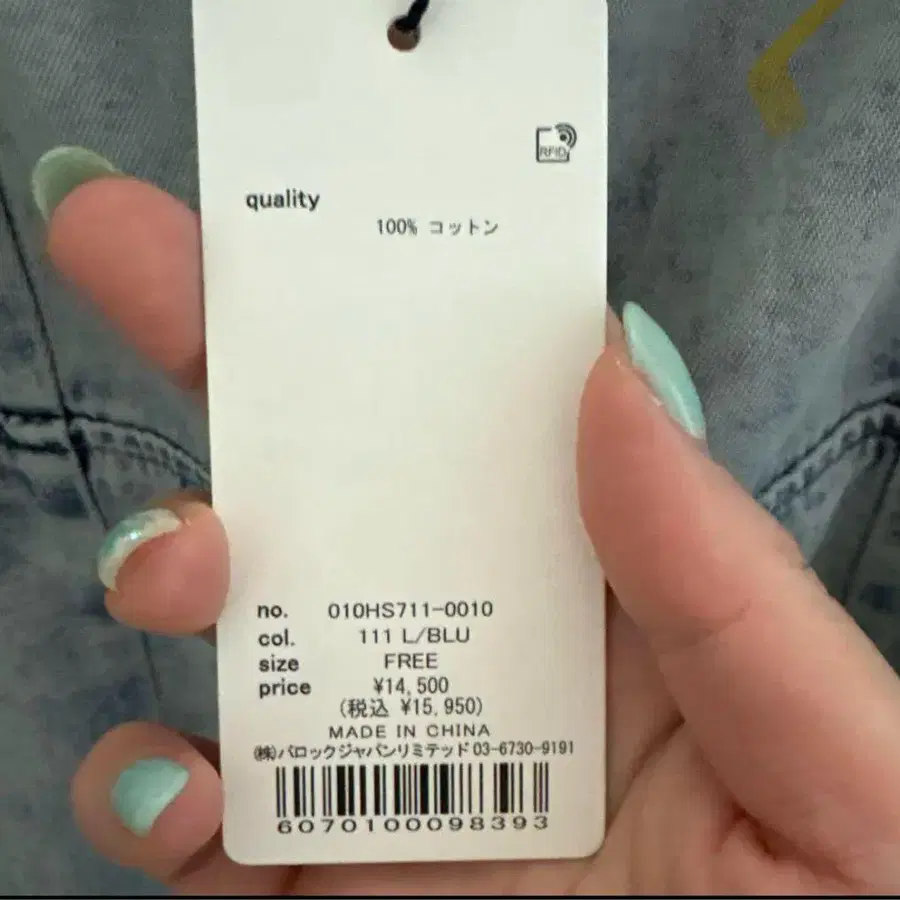 RFID
quality
100% コットン
no. 010HS711-0010
col. 111 L/BLU
size FREE
price ¥14,500
(税込 ¥15,950)
MADE IN CHINA
㈱バロックジャパンリミテッド 03-6730-9191
6070100098393